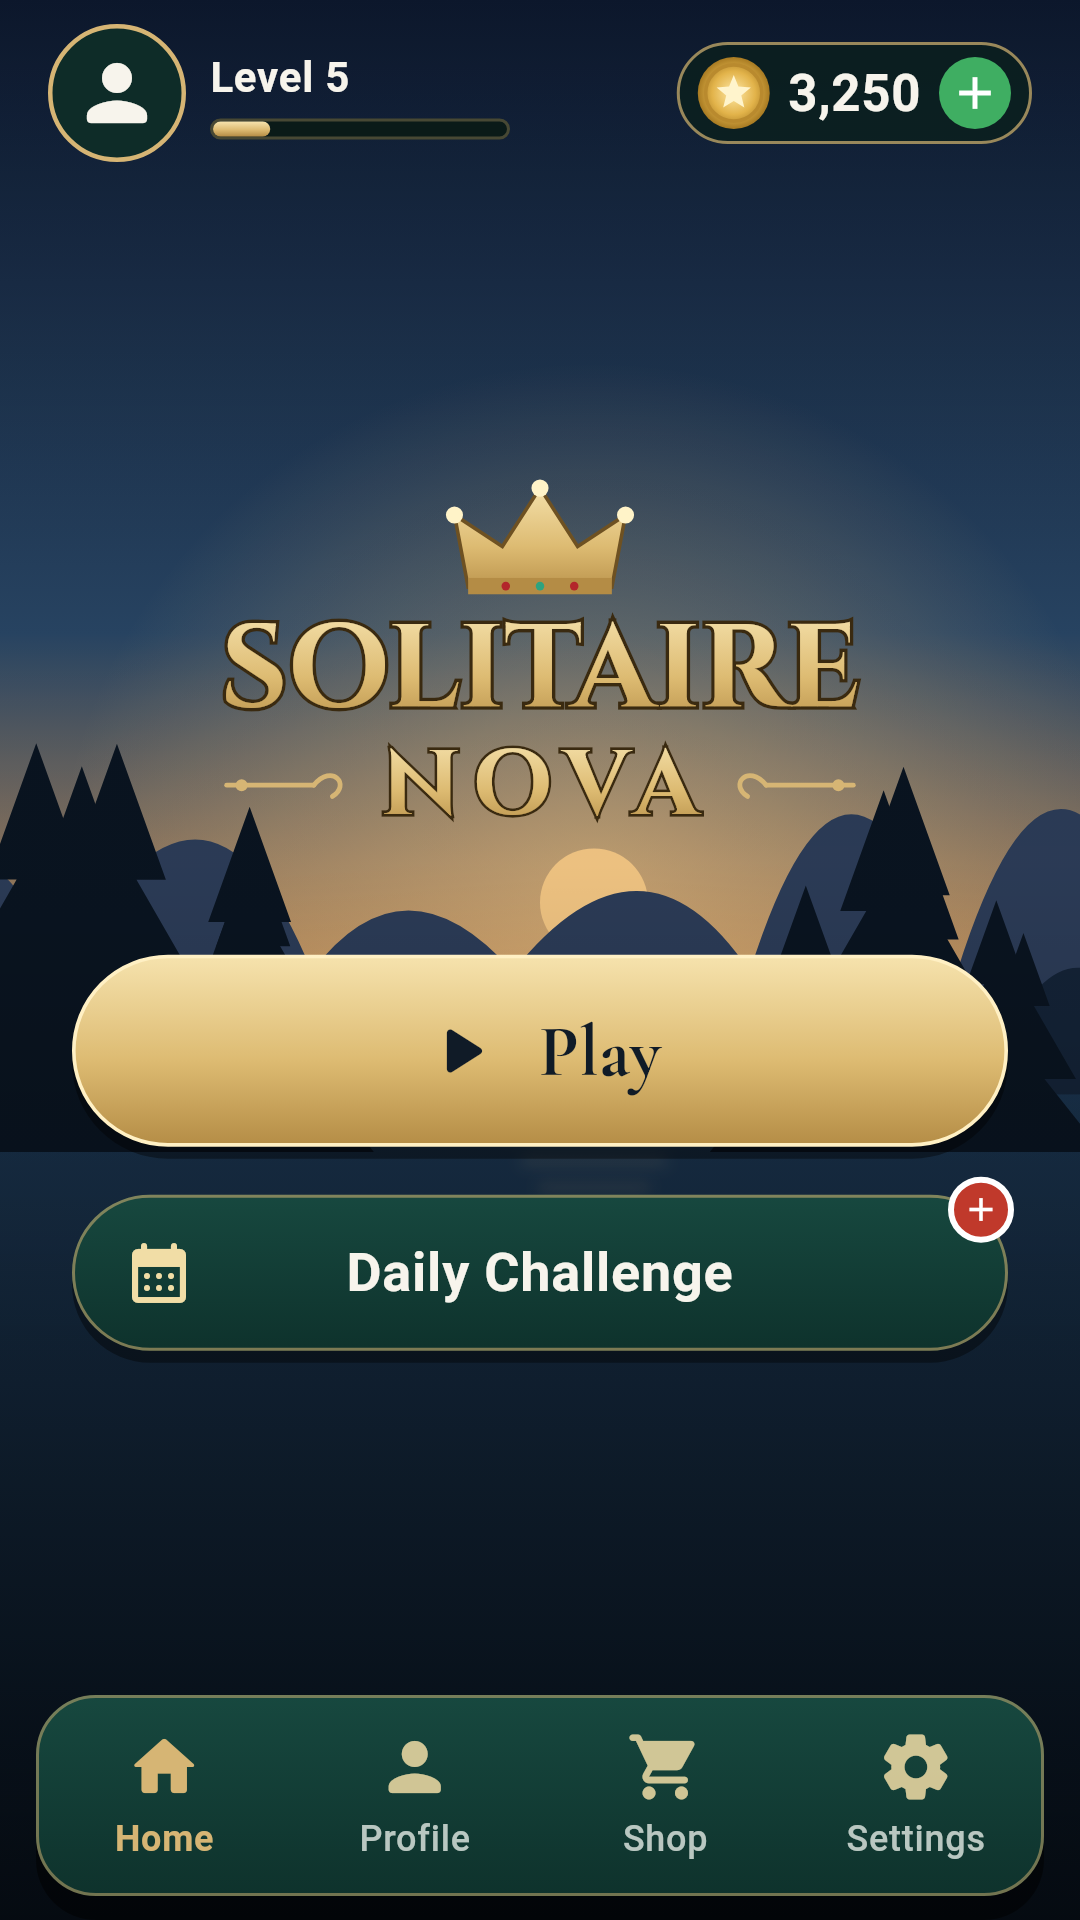 Level 5
3,250
SOLITAIRE
NOVA
Play
Daily Challenge
Home
Profile
Shop
Settings